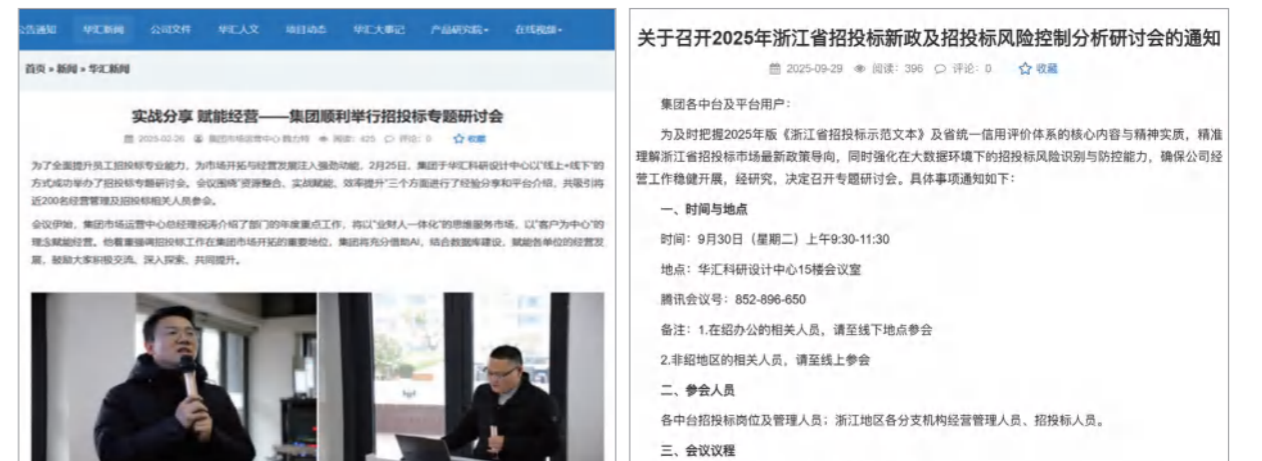 公告通知 华汇新闻 公司文件 华汇人文 项目动态 华汇大事记 产品研究院 在线视频
首页 » 新闻 » 华汇新闻
实战分享 赋能经营——集团顺利举行招投标专题研讨会
2025-02-26 集团市场运营中心 阅读：425 评论：0 收藏
为了全面提升员工招投标专业能力，为市场开拓与经营发展注入强劲动能，2月25日，集团于华汇科研设计中心以“线上+线下”的
方式成功举办了招投标专题研讨会。会议围绕“资源整合、实战赋能、效率提升”三个方面进行了经验分享和平台介绍，共吸引将
近200名经营管理及招投标相关人员参会。
会议伊始，集团市场运营中心总经理祝涛介绍了部门的年度重点工作，将以“业财人一体化”的思维服务市场，以“客户为中心”的
理念赋能经营。他着重强调招投标工作在集团市场开拓的重要地位，集团将充分借助AI，结合数据库建设，赋能各单位的经营发
展，鼓励大家积极交流、深入探索、共同提升。
关于召开2025年浙江省招投标新政及招投标风险控制分析研讨会的通知
2025-09-29 阅读：396 评论：0 收藏
集团各中台及平台用户：
为及时把握2025年版《浙江省招投标示范文本》及省统一信用评价体系的核心内容与精神实质，精准
理解浙江省招投标市场最新政策导向，同时强化在大数据环境下的招投标风险识别与防控能力，确保公司经
营工作稳健开展，经研究，决定召开专题研讨会。具体事项通知如下：
一、时间与地点
时间：9月30日（星期二）上午9:30-11:30
地点：华汇科研设计中心15楼会议室
腾讯会议号：852-896-650
备注：1.在绍办公的相关人员，请至线下地点参会
2.非绍地区的相关人员，请至线上参会
二、参会人员
各中台招投标岗位及管理人员；浙江地区各分支机构经营管理人员、招投标人员。
三、会议议程